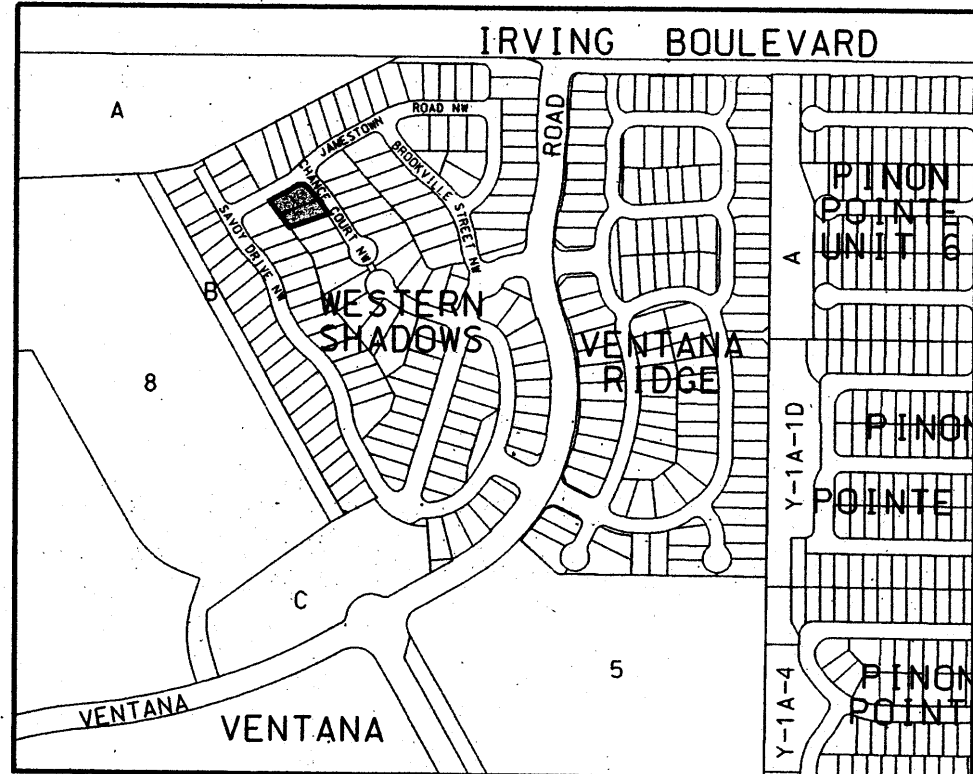 IRVING BOULEVARD
A
ROAD NW
JAMESTOWN
ROAD
CHANCE COURT NW
BROOKVILLE STREET NW
PINON
POINTE
UNIT 6
SAVOY DRIVE NW
A
B
WESTERN
SHADOWS
VENTANA
RIDGE
8
Y-1A-1D
PINON
POINTE
C
5
Y-1A-4
PINON
POINT
VENTANA
VENTANA